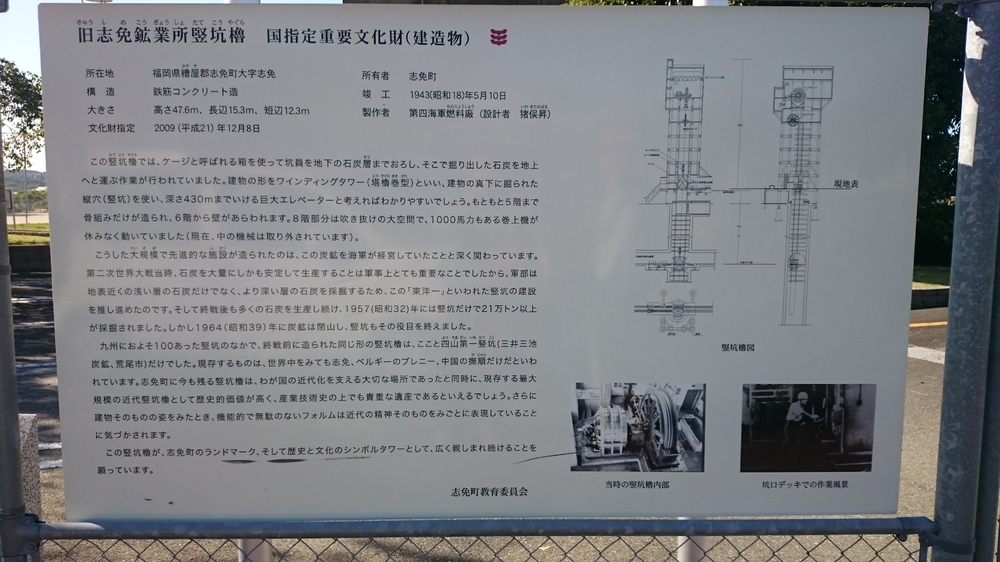 旧志免鉱業所竪坑櫓 国指定重要文化財(建造物)
きゅう し め こう ぎょう しょ たて こう やぐら
所在地 福岡県糟屋郡志免町大字志免
かす や
構 造 鉄筋コンクリート造
大きさ 高さ47.6m、長辺15.3m、短辺12.3m
文化財指定 2009 (平成21) 年12月8日
所有者 志免町
竣 工 1943(昭和18)年5月10日
製作者 第四海軍燃料廠 (設計者 猪俣昇)
ねんりょうしょう いのまたのぼる
この竪坑櫓では、ケージと呼ばれる箱を使って坑員を地下の石炭層までおろし、そこで掘り出した石炭を地上
へと運ぶ作業が行われていました。建物の形をワインディングタワー(塔櫓巻型)といい、建物の真下に掘られた
縦穴(竪坑)を使い、深さ430mまでいける巨大エレベーターと考えればわかりやすいでしょう。もともと5階まで
骨組みだけが造られ、6階から壁があらわれます。8階部分は吹き抜けの大空間で、1000馬力もある巻上機が
休みなく動いていました(現在、中の機械は取り外されています)。
こうした大規模で先進的な施設が造られたのは、この炭鉱を海軍が経営していたことと深く関わっています。
第二次世界大戦当時、石炭を大量にしかも安定して生産することは軍事上とても重要なことでしたから、軍部は
地表近くの浅い層の石炭だけでなく、より深い層の石炭を採掘するため、この「東洋一」といわれた竪坑の建設
を推し進めたのです。そして終戦後も多くの石炭を生産し続け、1957(昭和32)年には竪坑だけで21万トン以上
が採掘されました。しかし1964(昭和39)年に炭鉱は閉山し、竪坑もその役目を終えました。
九州におよそ100あった竪坑のなかで、終戦前に造られた同じ形の竪坑櫓は、ここと四山第一竪坑(三井三池
炭鉱、荒尾市)だけでした。現存するものは、世界中をみても志免、ベルギーのブレニー、中国の撫順だけだといわ
れています。志免町に今も残る竪坑櫓は、わが国の近代化を支える大切な場所であったと同時に、現存する最大
規模の近代竪坑櫓として歴史的価値が高く、産業技術史の上でも貴重な遺産であるといえるでしょう。さらに
建物そのものの姿をみたとき、機能的で無駄のないフォルムは近代の精神そのものをみごとに表現していること
に気づかされます。
この竪坑櫓が、志免町のランドマーク、そして歴史と文化のシンボルタワーとして、広く親しまれ続けることを
願っています。
志免町教育委員会
現地表
竪坑櫓図
当時の竪坑櫓内部
坑口デッキでの作業風景